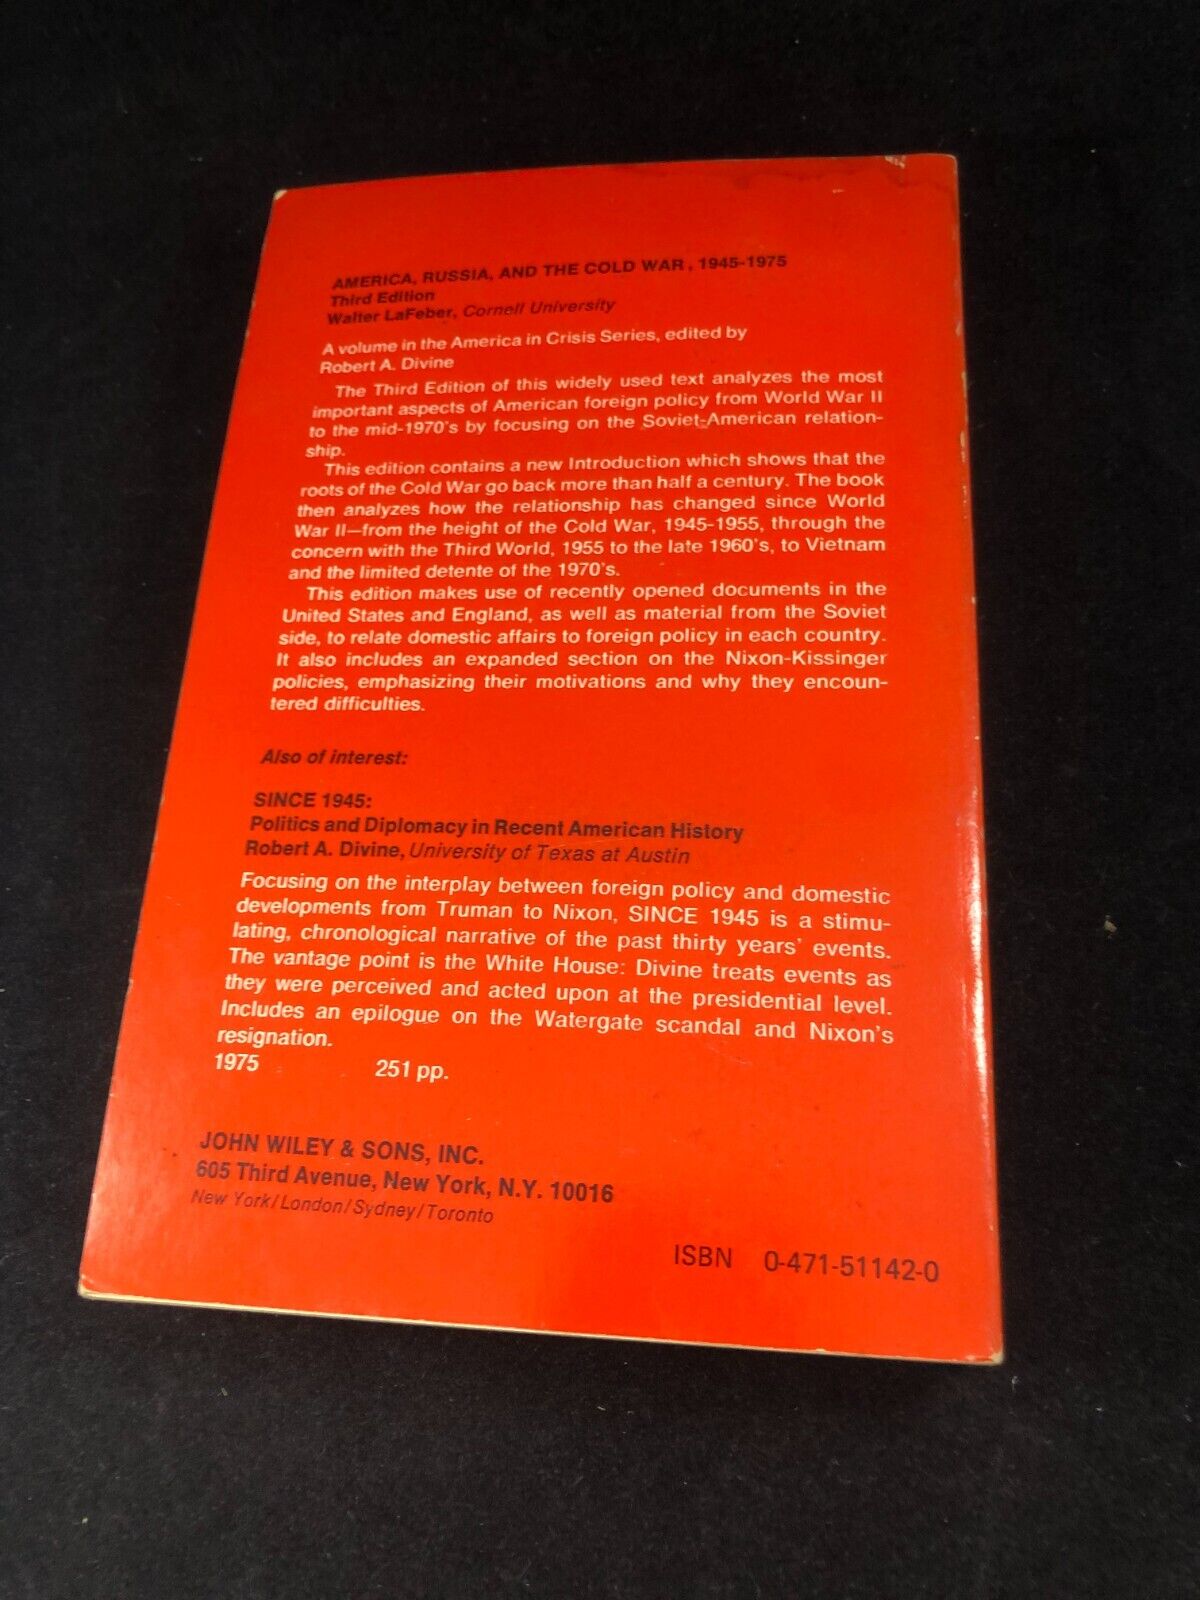 AMERICA, RUSSIA, AND THE COLD WAR, 1945-1975
Third Edition
Walter LaFeber, Cornell University
A volume in the America in Crisis Series, edited by
Robert A. Divine
The Third Edition of this widely used text analyzes the most
important aspects of American foreign policy from World War II
to the mid-1970's by focusing on the Soviet-American relation-
ship.
This edition contains a new Introduction which shows that the
roots of the Cold War go back more than half a century. The book
then analyzes how the relationship has changed since World
War II—from the height of the Cold War, 1945-1955, through the
concern with the Third World, 1955 to the late 1960's, to Vietnam
and the limited detente of the 1970's.
This edition makes use of recently opened documents in the
United States and England, as well as material from the Soviet
side, to relate domestic affairs to foreign policy in each country.
It also includes an expanded section on the Nixon-Kissinger
policies, emphasizing their motivations and why they encoun-
tered difficulties.
Also of interest:
SINCE 1945:
Politics and Diplomacy in Recent American History
Robert A. Divine, University of Texas at Austin
Focusing on the interplay between foreign policy and domestic
developments from Truman to Nixon, SINCE 1945 is a stimu-
lating, chronological narrative of the past thirty years' events.
The vantage point is the White House: Divine treats events as
they were perceived and acted upon at the presidential level.
Includes an epilogue on the Watergate scandal and Nixon's
resignation.
1975 251 pp.
JOHN WILEY & SONS, INC.
605 Third Avenue, New York, N.Y. 10016
New York/London/Sydney/Toronto
ISBN 0-471-51142-0